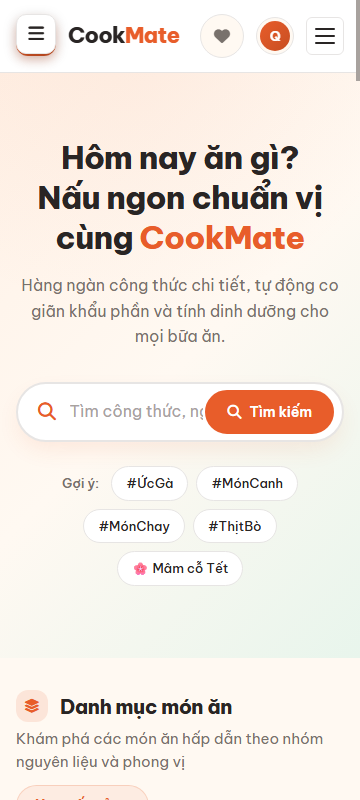 CookMate
Q
Hôm nay ăn gì?
Nấu ngon chuẩn vị
cùng CookMate
Hàng ngàn công thức chi tiết, tự động co
giãn khẩu phần và tính dinh dưỡng cho
mọi bữa ăn.
Tìm công thức, Tìm kiếm
Gợi ý: #ỨcGà #MónCanh
#MónChay #ThịtBò
Mâm cỗ Tết
Danh mục món ăn
Khám phá các món ăn hấp dẫn theo nhóm
nguyên liệu và phong vị